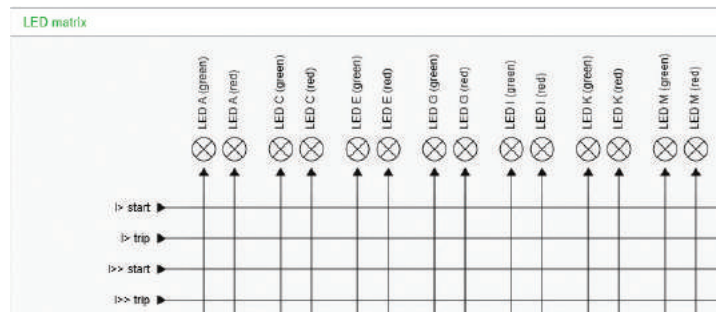 LED matrix
LED A (green)
LED A (red)
LED C (green)
LED C (red)
LED E (green)
LED E (red)
LED G (green)
LED G (red)
LED I (green)
LED I (red)
LED K (green)
LED K (red)
LED M (green)
LED M (red)
I> start
I> trip
I>> start
I>> trip